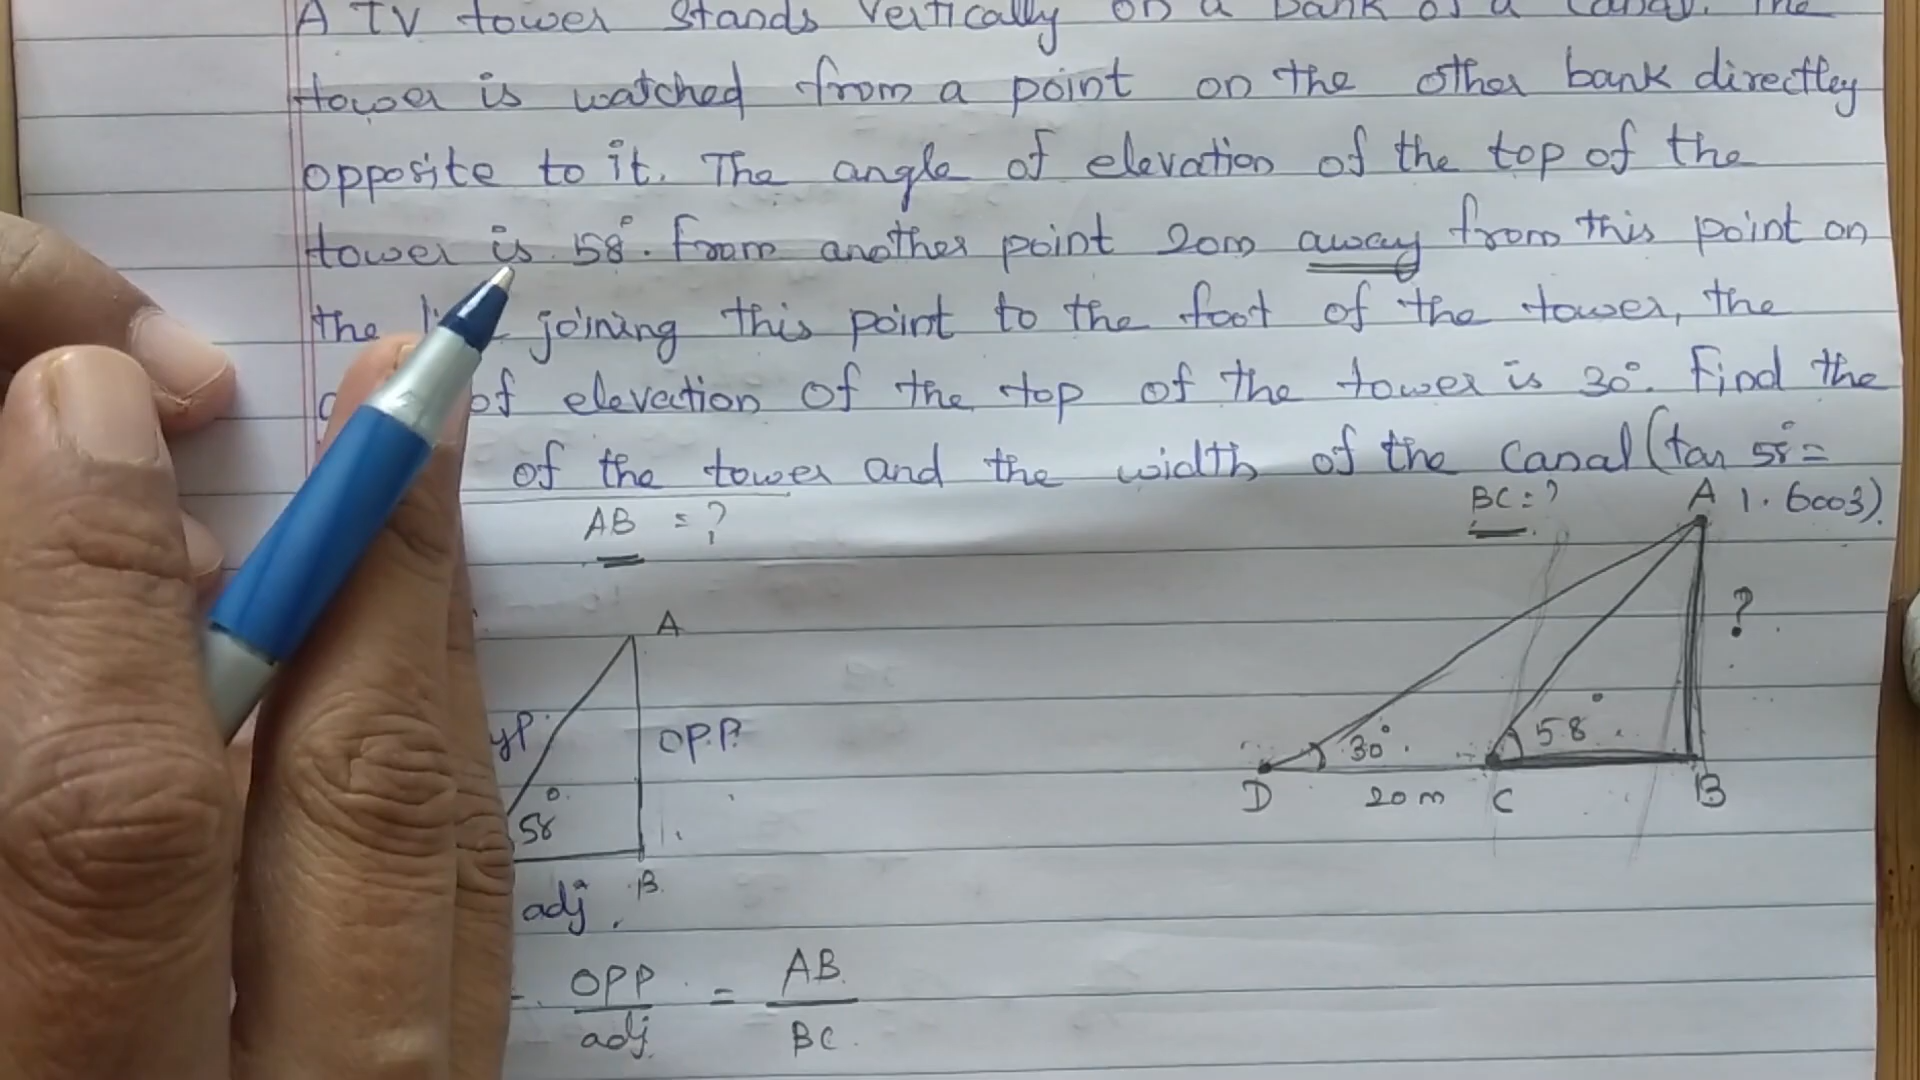 A TV tower stands vertically on a bank of a canal. The
tower is watched from a point on the other bank directley
opposite to it. The angle of elevation of the top of the
tower is 58°. From another point 20m away from this point on
the joining this point to the foot of the tower, the
of elevation of the top of the tower is 30°. Find the
of the tower and the width of the canal (tan 58°=
1.6003).
AB = ?
BC = ?
A
?
30°
58°
D
20m
C
B
A
opp.
58°
B
adj.
opp
adj
= AB
BC